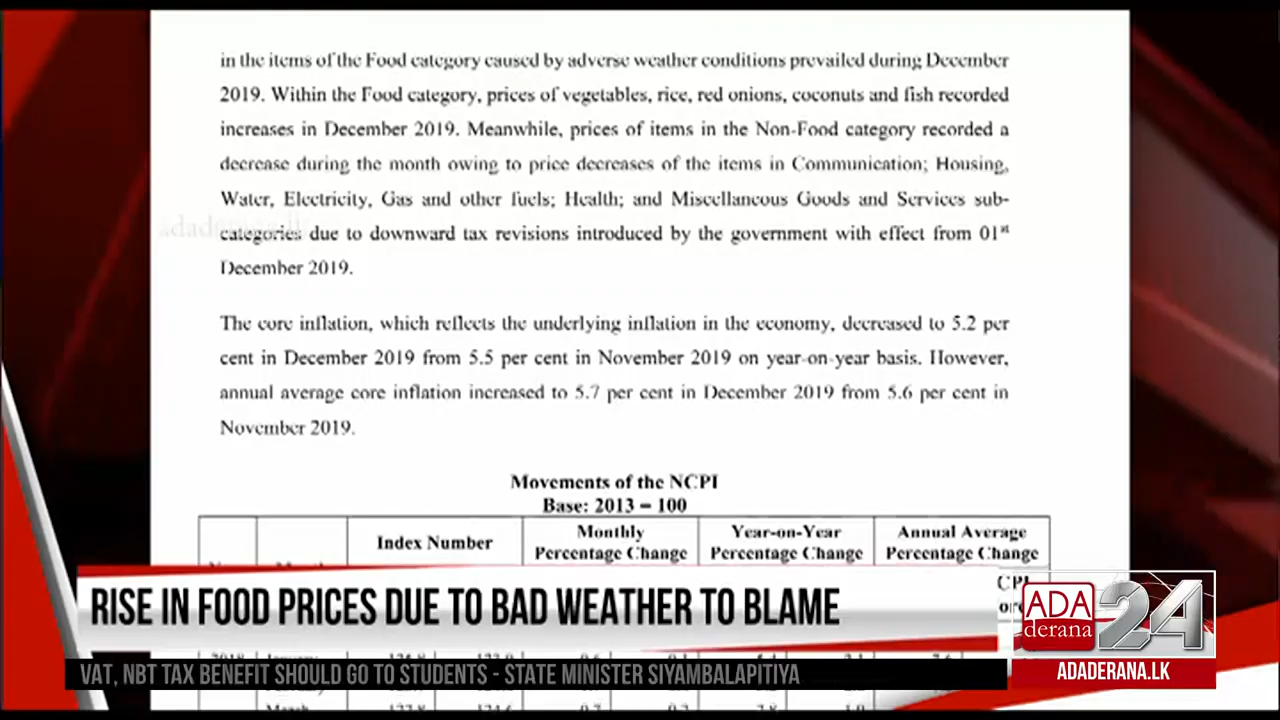 in the items of the Food category caused by adverse weather conditions prevailed during December
2019. Within the Food category, prices of vegetables, rice, red onions, coconuts and fish recorded
increases in December 2019. Meanwhile, prices of items in the Non-Food category recorded a
decrease during the month owing to price decreases of the items in Communication; Housing,
Water, Electricity, Gas and other fuels; Health; and Miscellaneous Goods and Services sub-
categories due to downward tax revisions introduced by the government with effect from 01st
December 2019.
The core inflation, which reflects the underlying inflation in the economy, decreased to 5.2 per
cent in December 2019 from 5.5 per cent in November 2019 on year-on-year basis. However,
annual average core inflation increased to 5.7 per cent in December 2019 from 5.6 per cent in
November 2019.
Movements of the NCPI
Base: 2013 = 100
Index Number
Monthly
Percentage Change
Year-on-Year
Percentage Change
Annual Average
Percentage Change
RISE IN FOOD PRICES DUE TO BAD WEATHER TO BLAME
VAT, NBT TAX BENEFIT SHOULD GO TO STUDENTS - STATE MINISTER SIYAMBALAPITIYA
ADA
derana
24
ADADERANA.LK